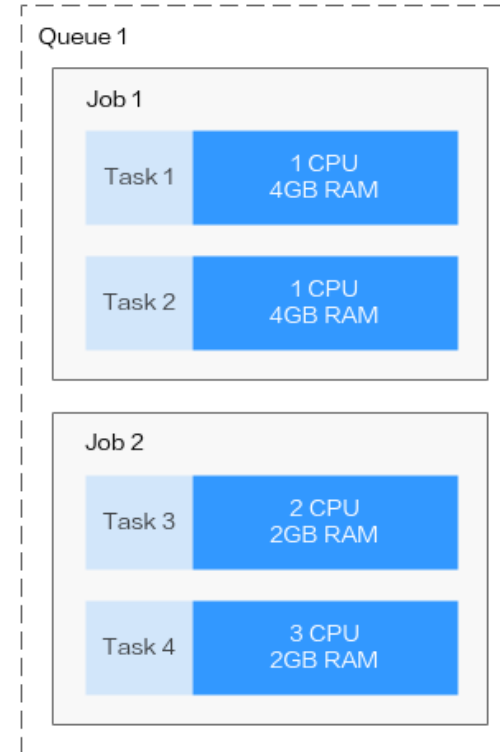 Queue 1
Job 1
Task 1
1 CPU
4GB RAM
Task 2
1 CPU
4GB RAM
Job 2
Task 3
2 CPU
2GB RAM
Task 4
3 CPU
2GB RAM